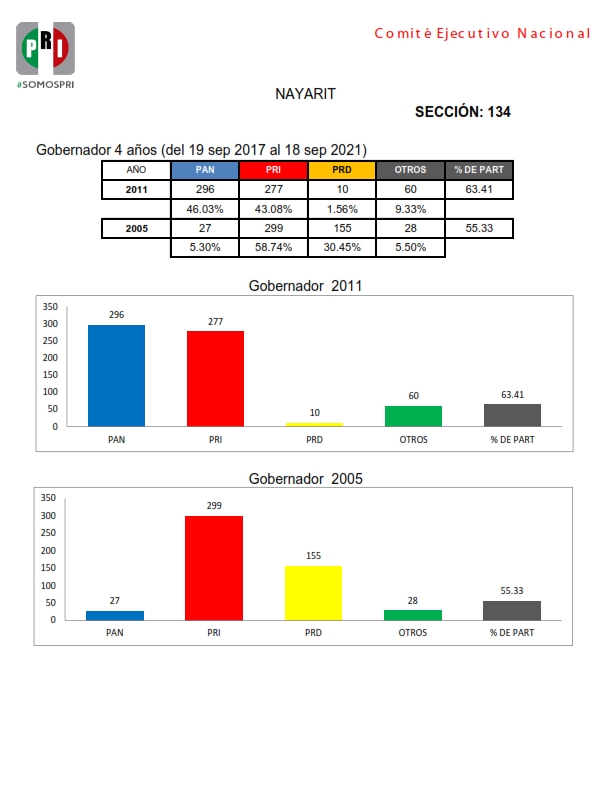 Comité Ejecutivo Nacional
PRI
#SOMOSPRI
NAYARIT
SECCIÓN: 134
Gobernador 4 años (del 19 sep 2017 al 18 sep 2021)
AÑO PAN PRI PRD OTROS % DE PART
2011 296 277 10 60 63.41
46.03% 43.08% 1.56% 9.33%
2005 27 299 155 28 55.33
5.30% 58.74% 30.45% 5.50%
Gobernador 2011
350
300
250
200
150
100
50
0
296 277 10 60 63.41
PAN PRI PRD OTROS % DE PART
Gobernador 2005
350
300
250
200
150
100
50
0
27 299 155 28 55.33
PAN PRI PRD OTROS % DE PART